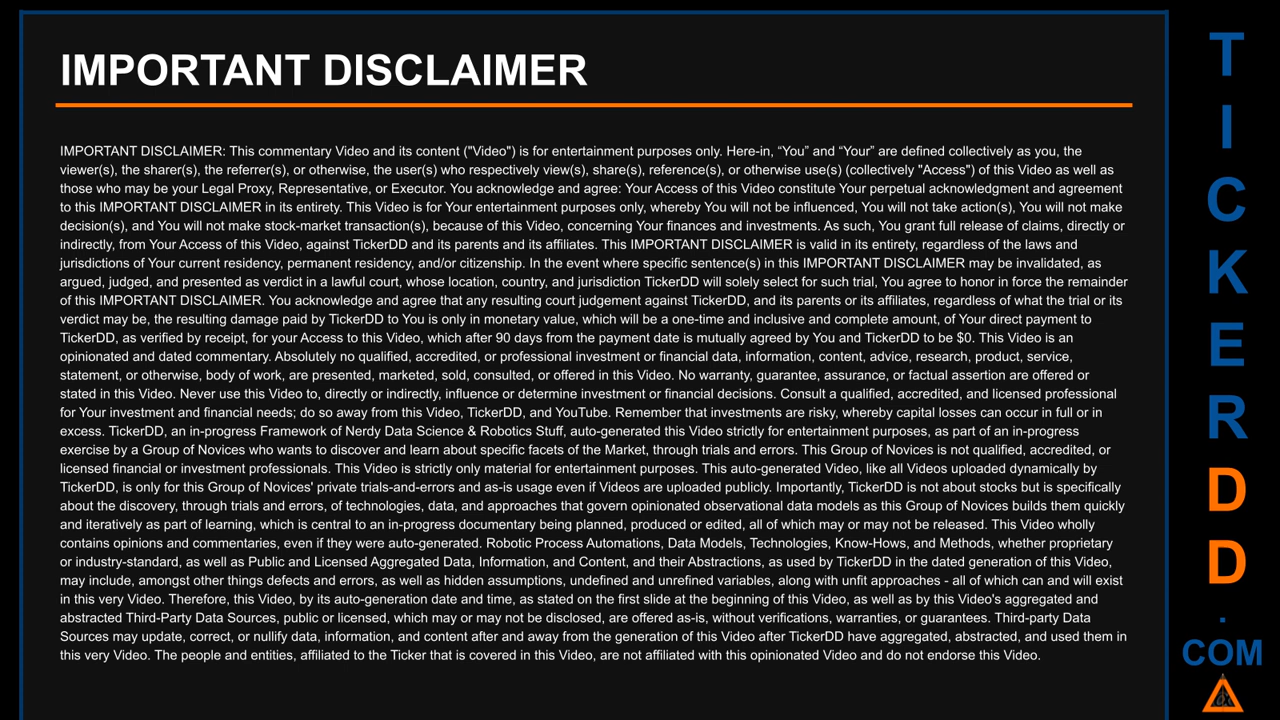 IMPORTANT DISCLAIMER
IMPORTANT DISCLAIMER: This commentary Video and its content ("Video") is for entertainment purposes only. Here-in, “You” and “Your” are defined collectively as you, the
viewer(s), the sharer(s), the referrer(s), or otherwise, the user(s) who respectively view(s), share(s), reference(s), or otherwise use(s) (collectively "Access") of this Video as well as
those who may be your Legal Proxy, Representative, or Executor. You acknowledge and agree: Your Access of this Video constitute Your perpetual acknowledgment and agreement
to this IMPORTANT DISCLAIMER in its entirety. This Video is for Your entertainment purposes only, whereby You will not be influenced, You will not take action(s), You will not make
decision(s), and You will not make stock-market transaction(s), because of this Video, concerning Your finances and investments. As such, You grant full release of claims, directly or
indirectly, from Your Access of this Video, against TickerDD and its parents and its affiliates. This IMPORTANT DISCLAIMER is valid in its entirety, regardless of the laws and
jurisdictions of Your current residency, permanent residency, and/or citizenship. In the event where specific sentence(s) in this IMPORTANT DISCLAIMER may be invalidated, as
argued, judged, and presented as verdict in a lawful court, whose location, country, and jurisdiction TickerDD will solely select for such trial, You agree to honor in force the remainder
of this IMPORTANT DISCLAIMER. You acknowledge and agree that any resulting court judgement against TickerDD, and its parents or its affiliates, regardless of what the trial or its
verdict may be, the resulting damage paid by TickerDD to You is only in monetary value, which will be a one-time and inclusive and complete amount, of Your direct payment to
TickerDD, as verified by receipt, for your Access to this Video, which after 90 days from the payment date is mutually agreed by You and TickerDD to be $0. This Video is an
opinionated and dated commentary. Absolutely no qualified, accredited, or professional investment or financial data, information, content, advice, research, product, service,
statement, or otherwise, body of work, are presented, marketed, sold, consulted, or offered in this Video. No warranty, guarantee, assurance, or factual assertion are offered or
stated in this Video. Never use this Video to, directly or indirectly, influence or determine investment or financial decisions. Consult a qualified, accredited, and licensed professional
for Your investment and financial needs; do so away from this Video, TickerDD, and YouTube. Remember that investments are risky, whereby capital losses can occur in full or in
excess. TickerDD, an in-progress Framework of Nerdy Data Science & Robotics Stuff, auto-generated this Video strictly for entertainment purposes, as part of an in-progress
exercise by a Group of Novices who wants to discover and learn about specific facets of the Market, through trials and errors. This Group of Novices is not qualified, accredited, or
licensed financial or investment professionals. This Video is strictly only material for entertainment purposes. This auto-generated Video, like all Videos uploaded dynamically by
TickerDD, is only for this Group of Novices' private trials-and-errors and as-is usage even if Videos are uploaded publicly. Importantly, TickerDD is not about stocks but is specifically
about the discovery, through trials and errors, of technologies, data, and approaches that govern opinionated observational data models as this Group of Novices builds them quickly
and iteratively as part of learning, which is central to an in-progress documentary being planned, produced or edited, all of which may or may not be released. This Video wholly
contains opinions and commentaries, even if they were auto-generated. Robotic Process Automations, Data Models, Technologies, Know-Hows, and Methods, whether proprietary
or industry-standard, as well as Public and Licensed Aggregated Data, Information, and Content, and their Abstractions, as used by TickerDD in the dated generation of this Video,
may include, amongst other things defects and errors, as well as hidden assumptions, undefined and unrefined variables, along with unfit approaches - all of which can and will exist
in this very Video. Therefore, this Video, by its auto-generation date and time, as stated on the first slide at the beginning of this Video, as well as by this Video's aggregated and
abstracted Third-Party Data Sources, public or licensed, which may or may not be disclosed, are offered as-is, without verifications, warranties, or guarantees. Third-party Data
Sources may update, correct, or nullify data, information, and content after and away from the generation of this Video after TickerDD have aggregated, abstracted, and used them in
this very Video. The people and entities, affiliated to the Ticker that is covered in this Video, are not affiliated with this opinionated Video and do not endorse this Video.
T
I
C
K
E
R
D
D
.
COM